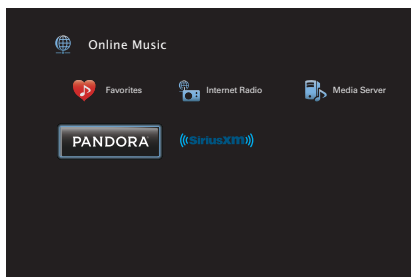 Online Music
Favorites
Internet Radio
Media Server
PANDORA
((SiriusXM))